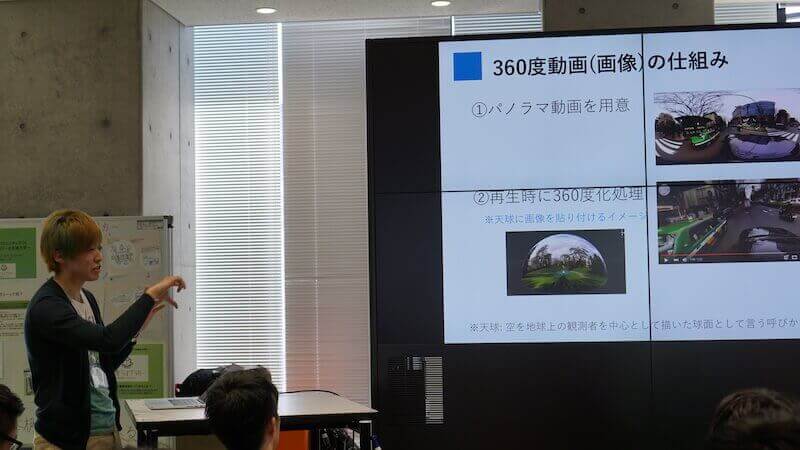 360度動画(画像)の仕組み
①パノラマ動画を用意
②再生時に360度化処理
※天球に画像を貼り付けるイメージ
※天球: 空を地球上の観測者を中心として描いた球面として言う呼びか